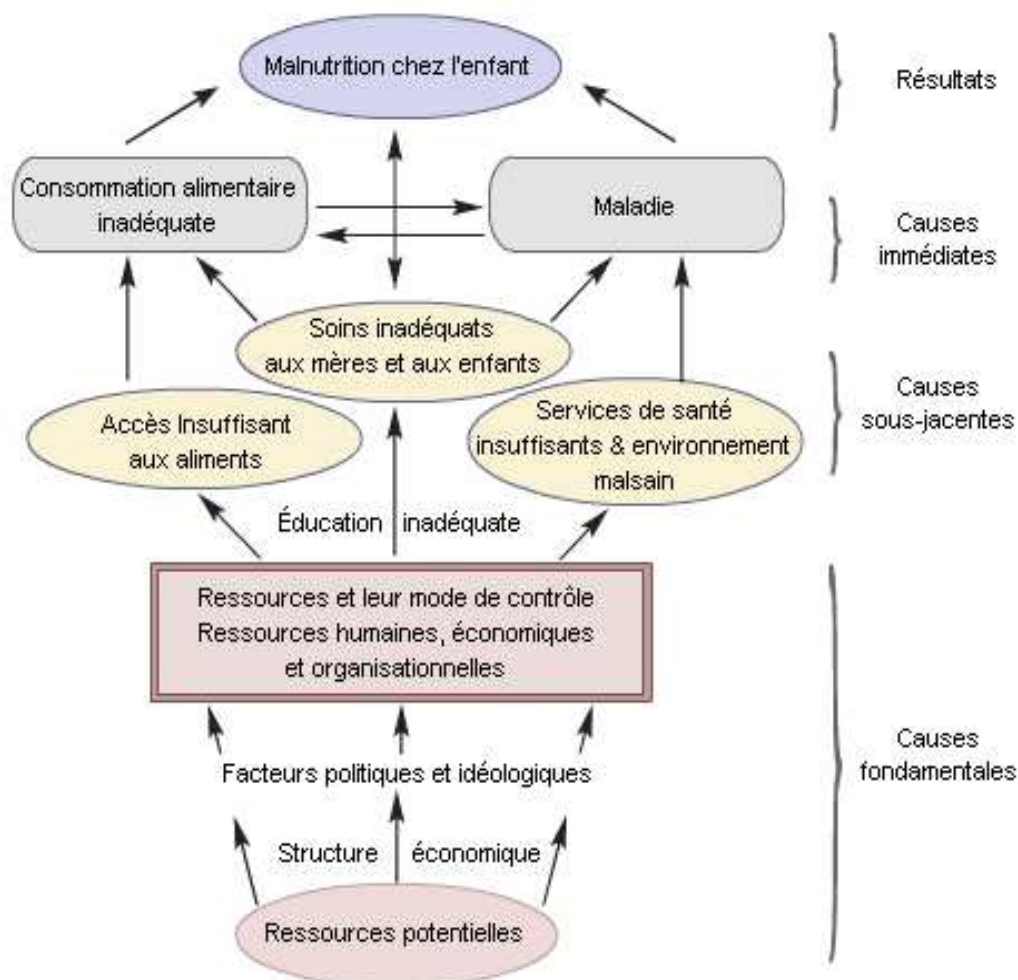 Malnutrition chez l'enfant
Résultats
Consommation alimentaire
inadéquate
Maladie
Causes
immédiates
Soins inadéquats
aux mères et aux enfants
Accès Insuffisant
aux aliments
Services de santé
insuffisants & environnement
malsain
Causes
sous-jacentes
Éducation inadéquate
Ressources et leur mode de contrôle
Ressources humaines, économiques
et organisationnelles
Facteurs politiques et idéologiques
Structure économique
Ressources potentielles
Causes
fondamentales